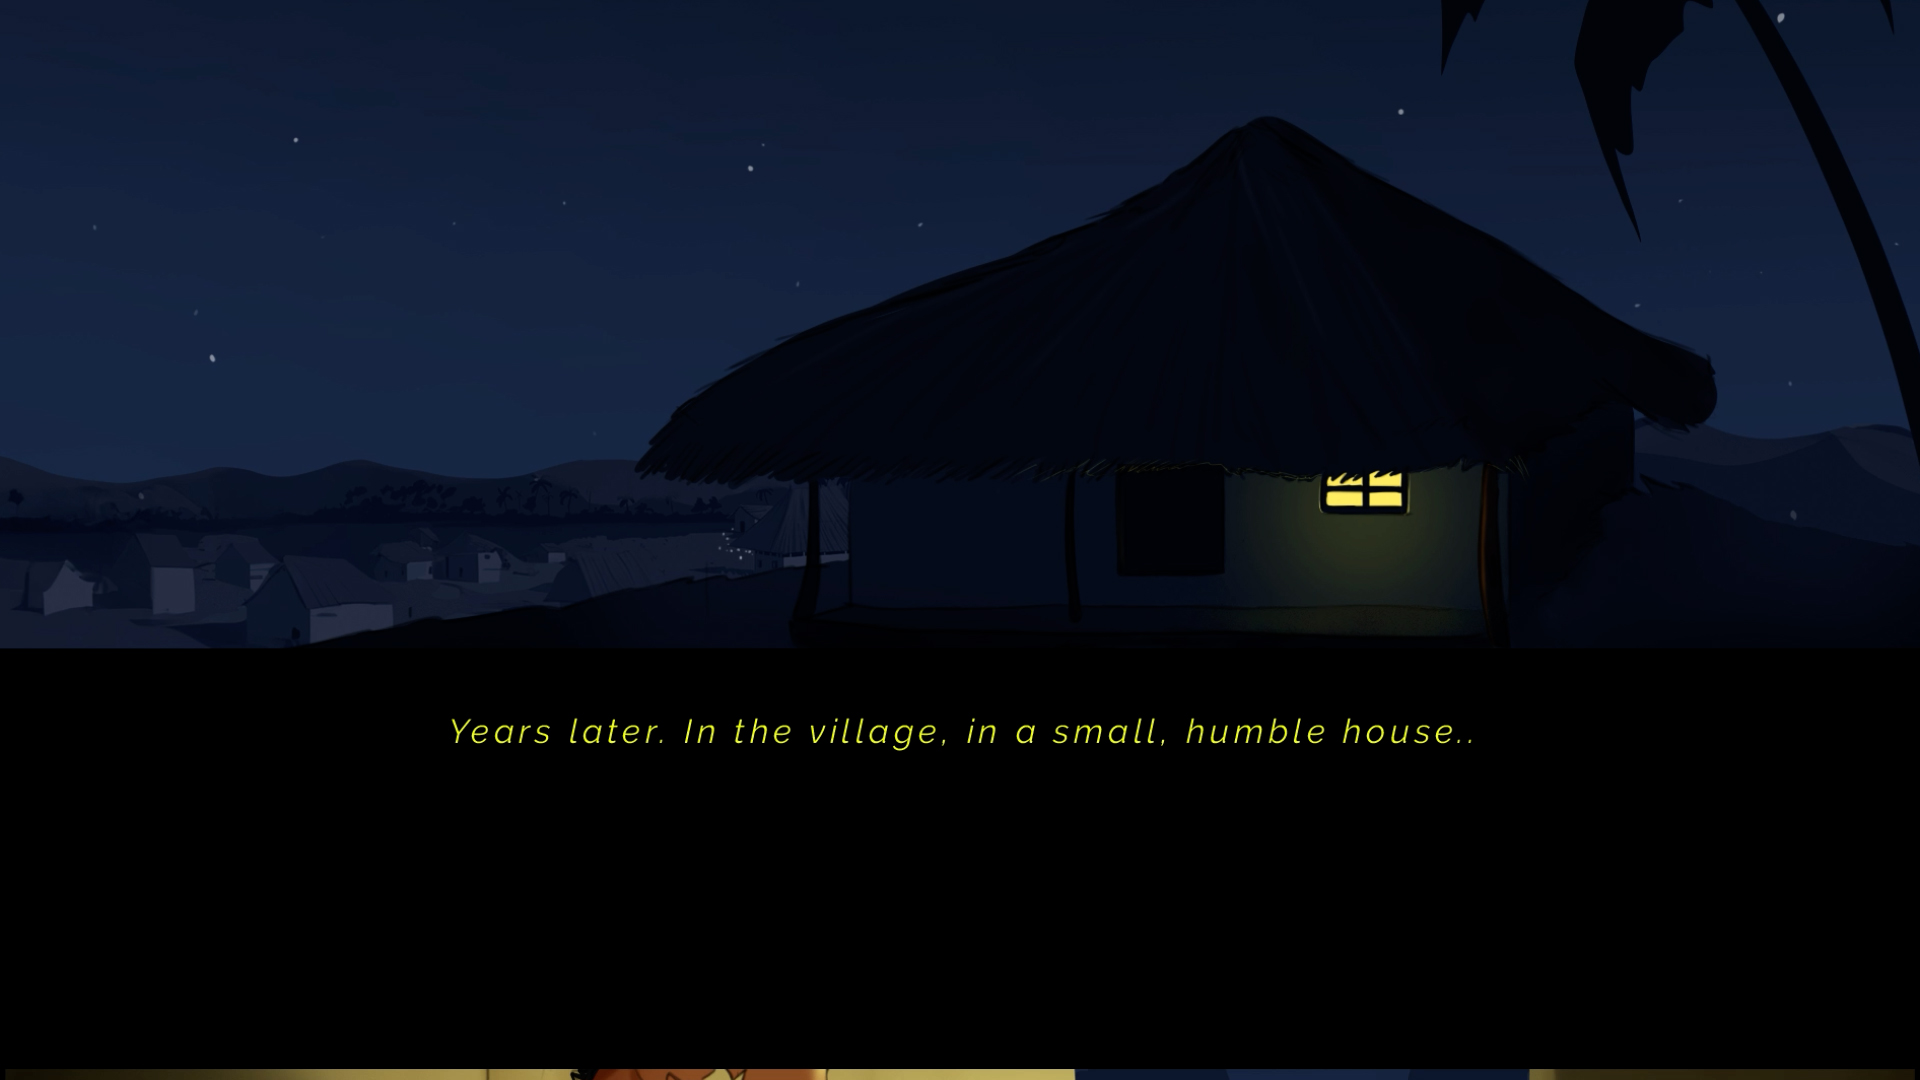 Years later. In the village, in a small, humble house..